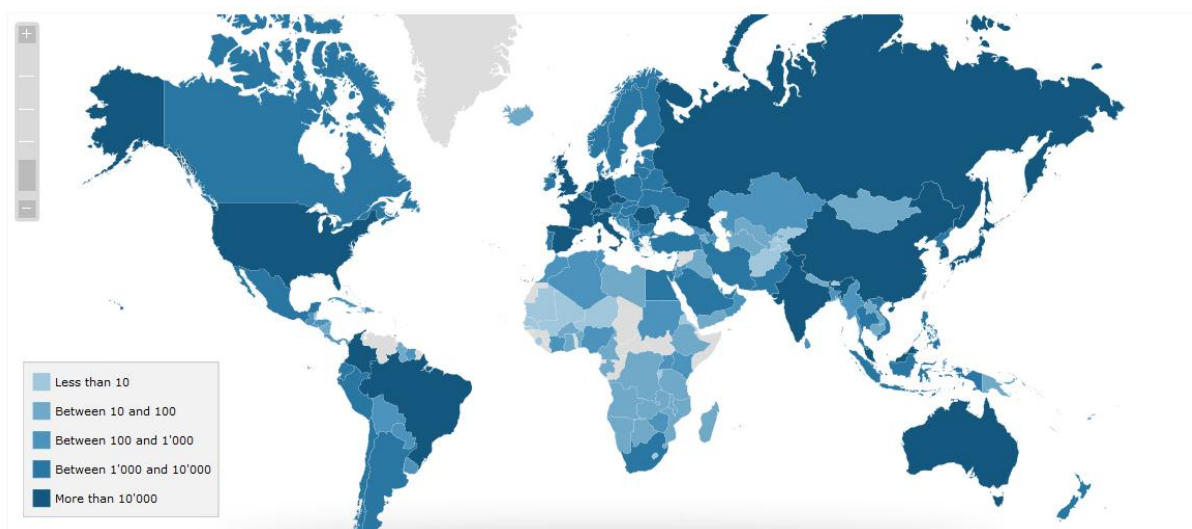 +
−
Less than 10
Between 10 and 100
Between 100 and 1'000
Between 1'000 and 10'000
More than 10'000